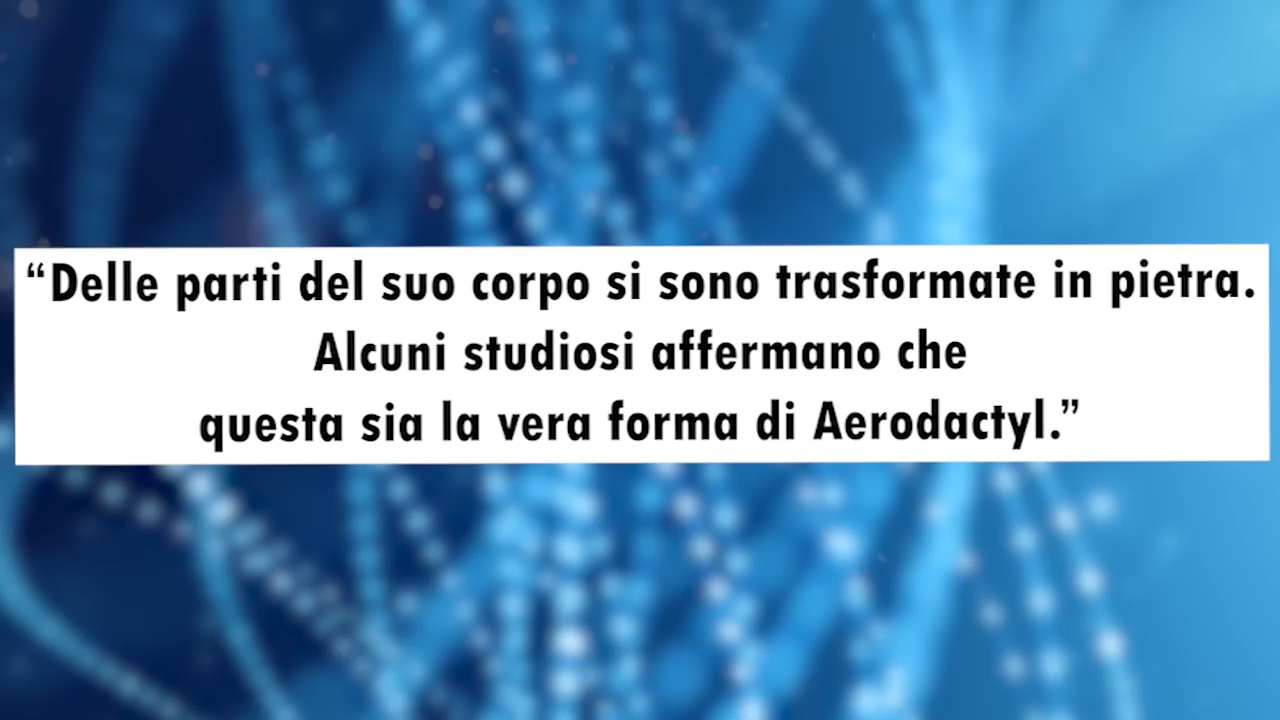 “Delle parti del suo corpo si sono trasformate in pietra.
Alcuni studiosi affermano che
questa sia la vera forma di Aerodactyl.”